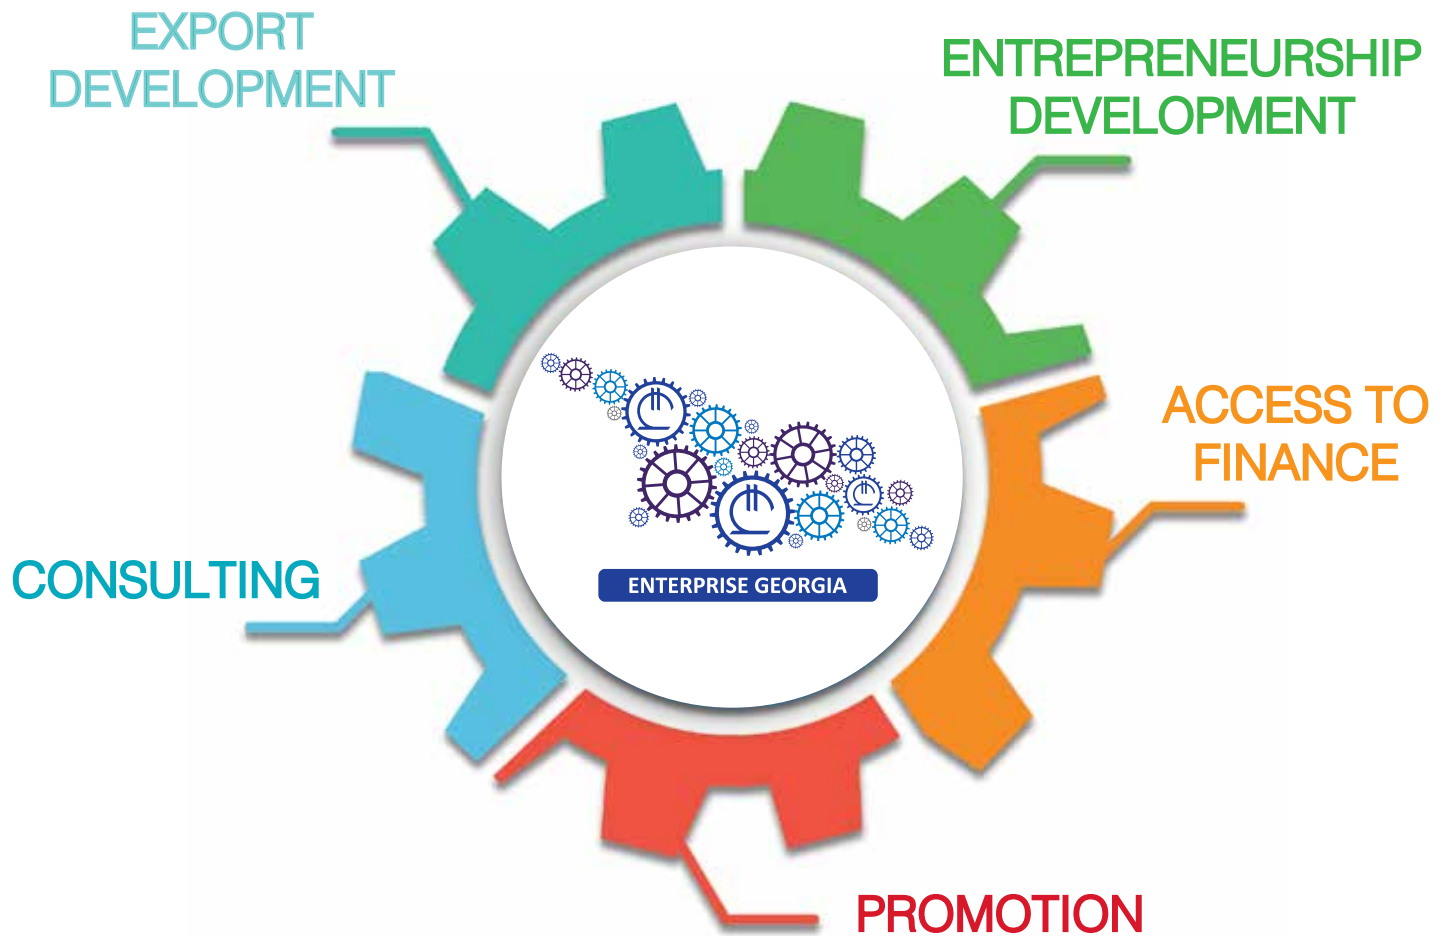 EXPORT
DEVELOPMENT
ENTREPRENEURSHIP
DEVELOPMENT
ACCESS TO
FINANCE
CONSULTING
ENTERPRISE GEORGIA
PROMOTION